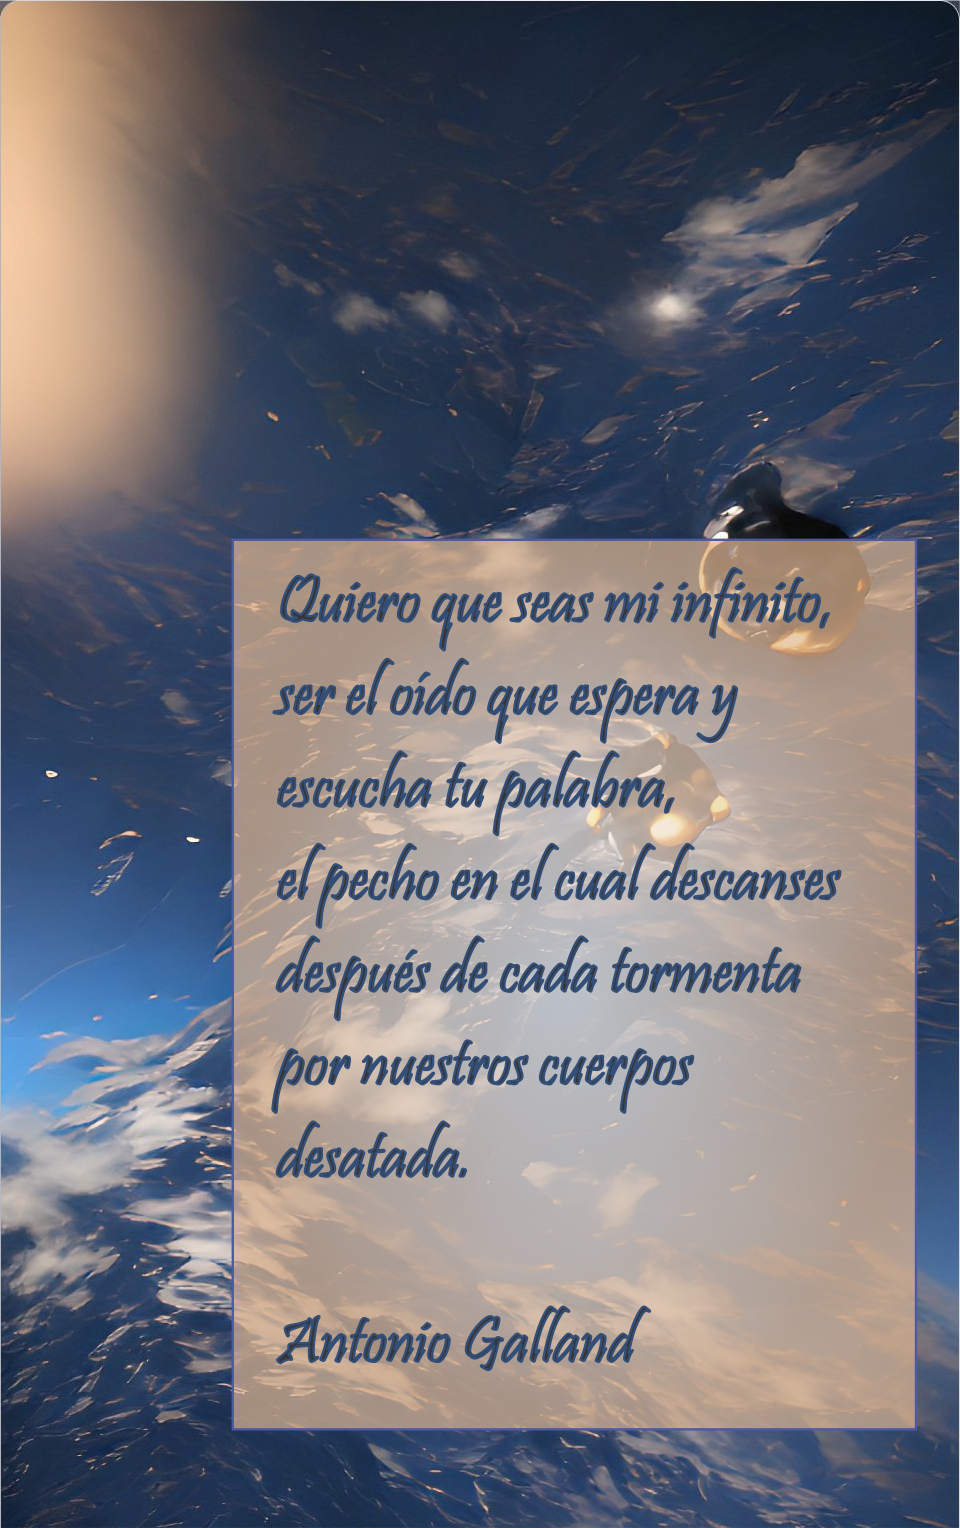 Quiero que seas mi infinito,
ser el oído que espera y
escucha tu palabra,
el pecho en el cual descanses
después de cada tormenta
por nuestros cuerpos
desatada.
Antonio Galland